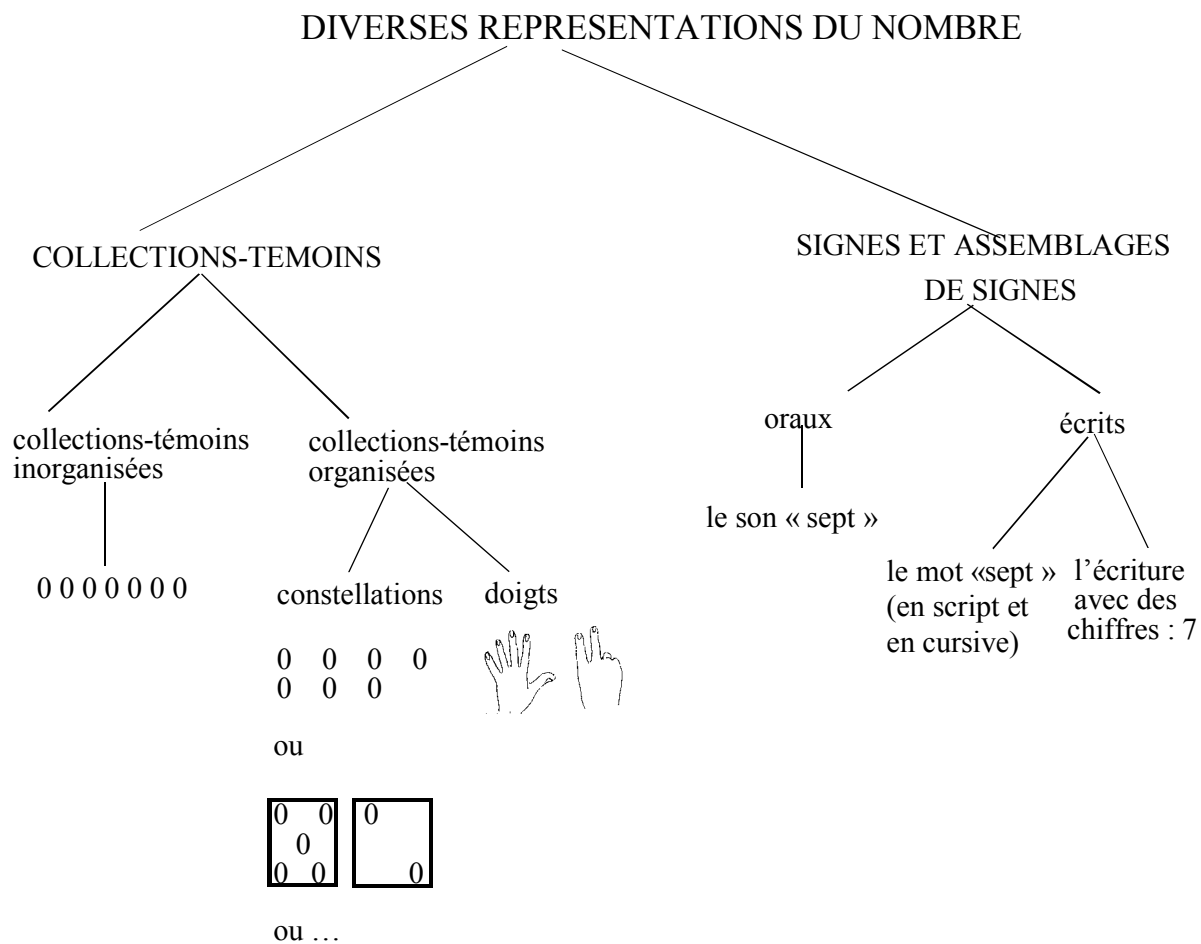 DIVERSES REPRESENTATIONS DU NOMBRE
COLLECTIONS-TEMOINS
SIGNES ET ASSEMBLAGES
DE SIGNES
collections-témoins
inorganisées
collections-témoins
organisées
oraux
écrits
0 0 0 0 0 0 0
constellations
doigts
le son « sept »
le mot «sept »
(en script et
en cursive)
l’écriture
avec des
chiffres : 7
0 0 0 0
0 0 0
ou
0 0 0
0
0 0 0
ou …